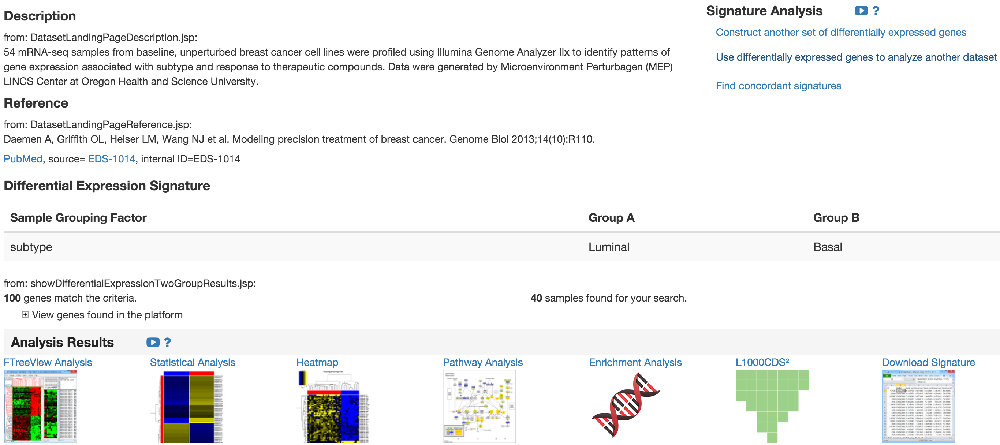 Description
from: DatasetLandingPageDescription.jsp:
54 mRNA-seq samples from baseline, unperturbed breast cancer cell lines were profiled using Illumina Genome Analyzer IIx to identify patterns of
gene expression associated with subtype and response to therapeutic compounds. Data were generated by Microenvironment Perturbagen (MEP)
LINCS Center at Oregon Health and Science University.
Reference
from: DatasetLandingPageReference.jsp:
Daemen A, Griffith OL, Heiser LM, Wang NJ et al. Modeling precision treatment of breast cancer. Genome Biol 2013;14(10):R110.
PubMed, source= EDS-1014, internal ID=EDS-1014
Signature Analysis ?
Construct another set of differentially expressed genes
Use differentially expressed genes to analyze another dataset
Find concordant signatures
Differential Expression Signature
Sample Grouping Factor Group A Group B
subtype Luminal Basal
from: showDifferentialExpressionTwoGroupResults.jsp:
100 genes match the criteria. 40 samples found for your search.
View genes found in the platform
Analysis Results ?
FTreeView Analysis Statistical Analysis Heatmap Pathway Analysis Enrichment Analysis L1000CDS² Download Signature